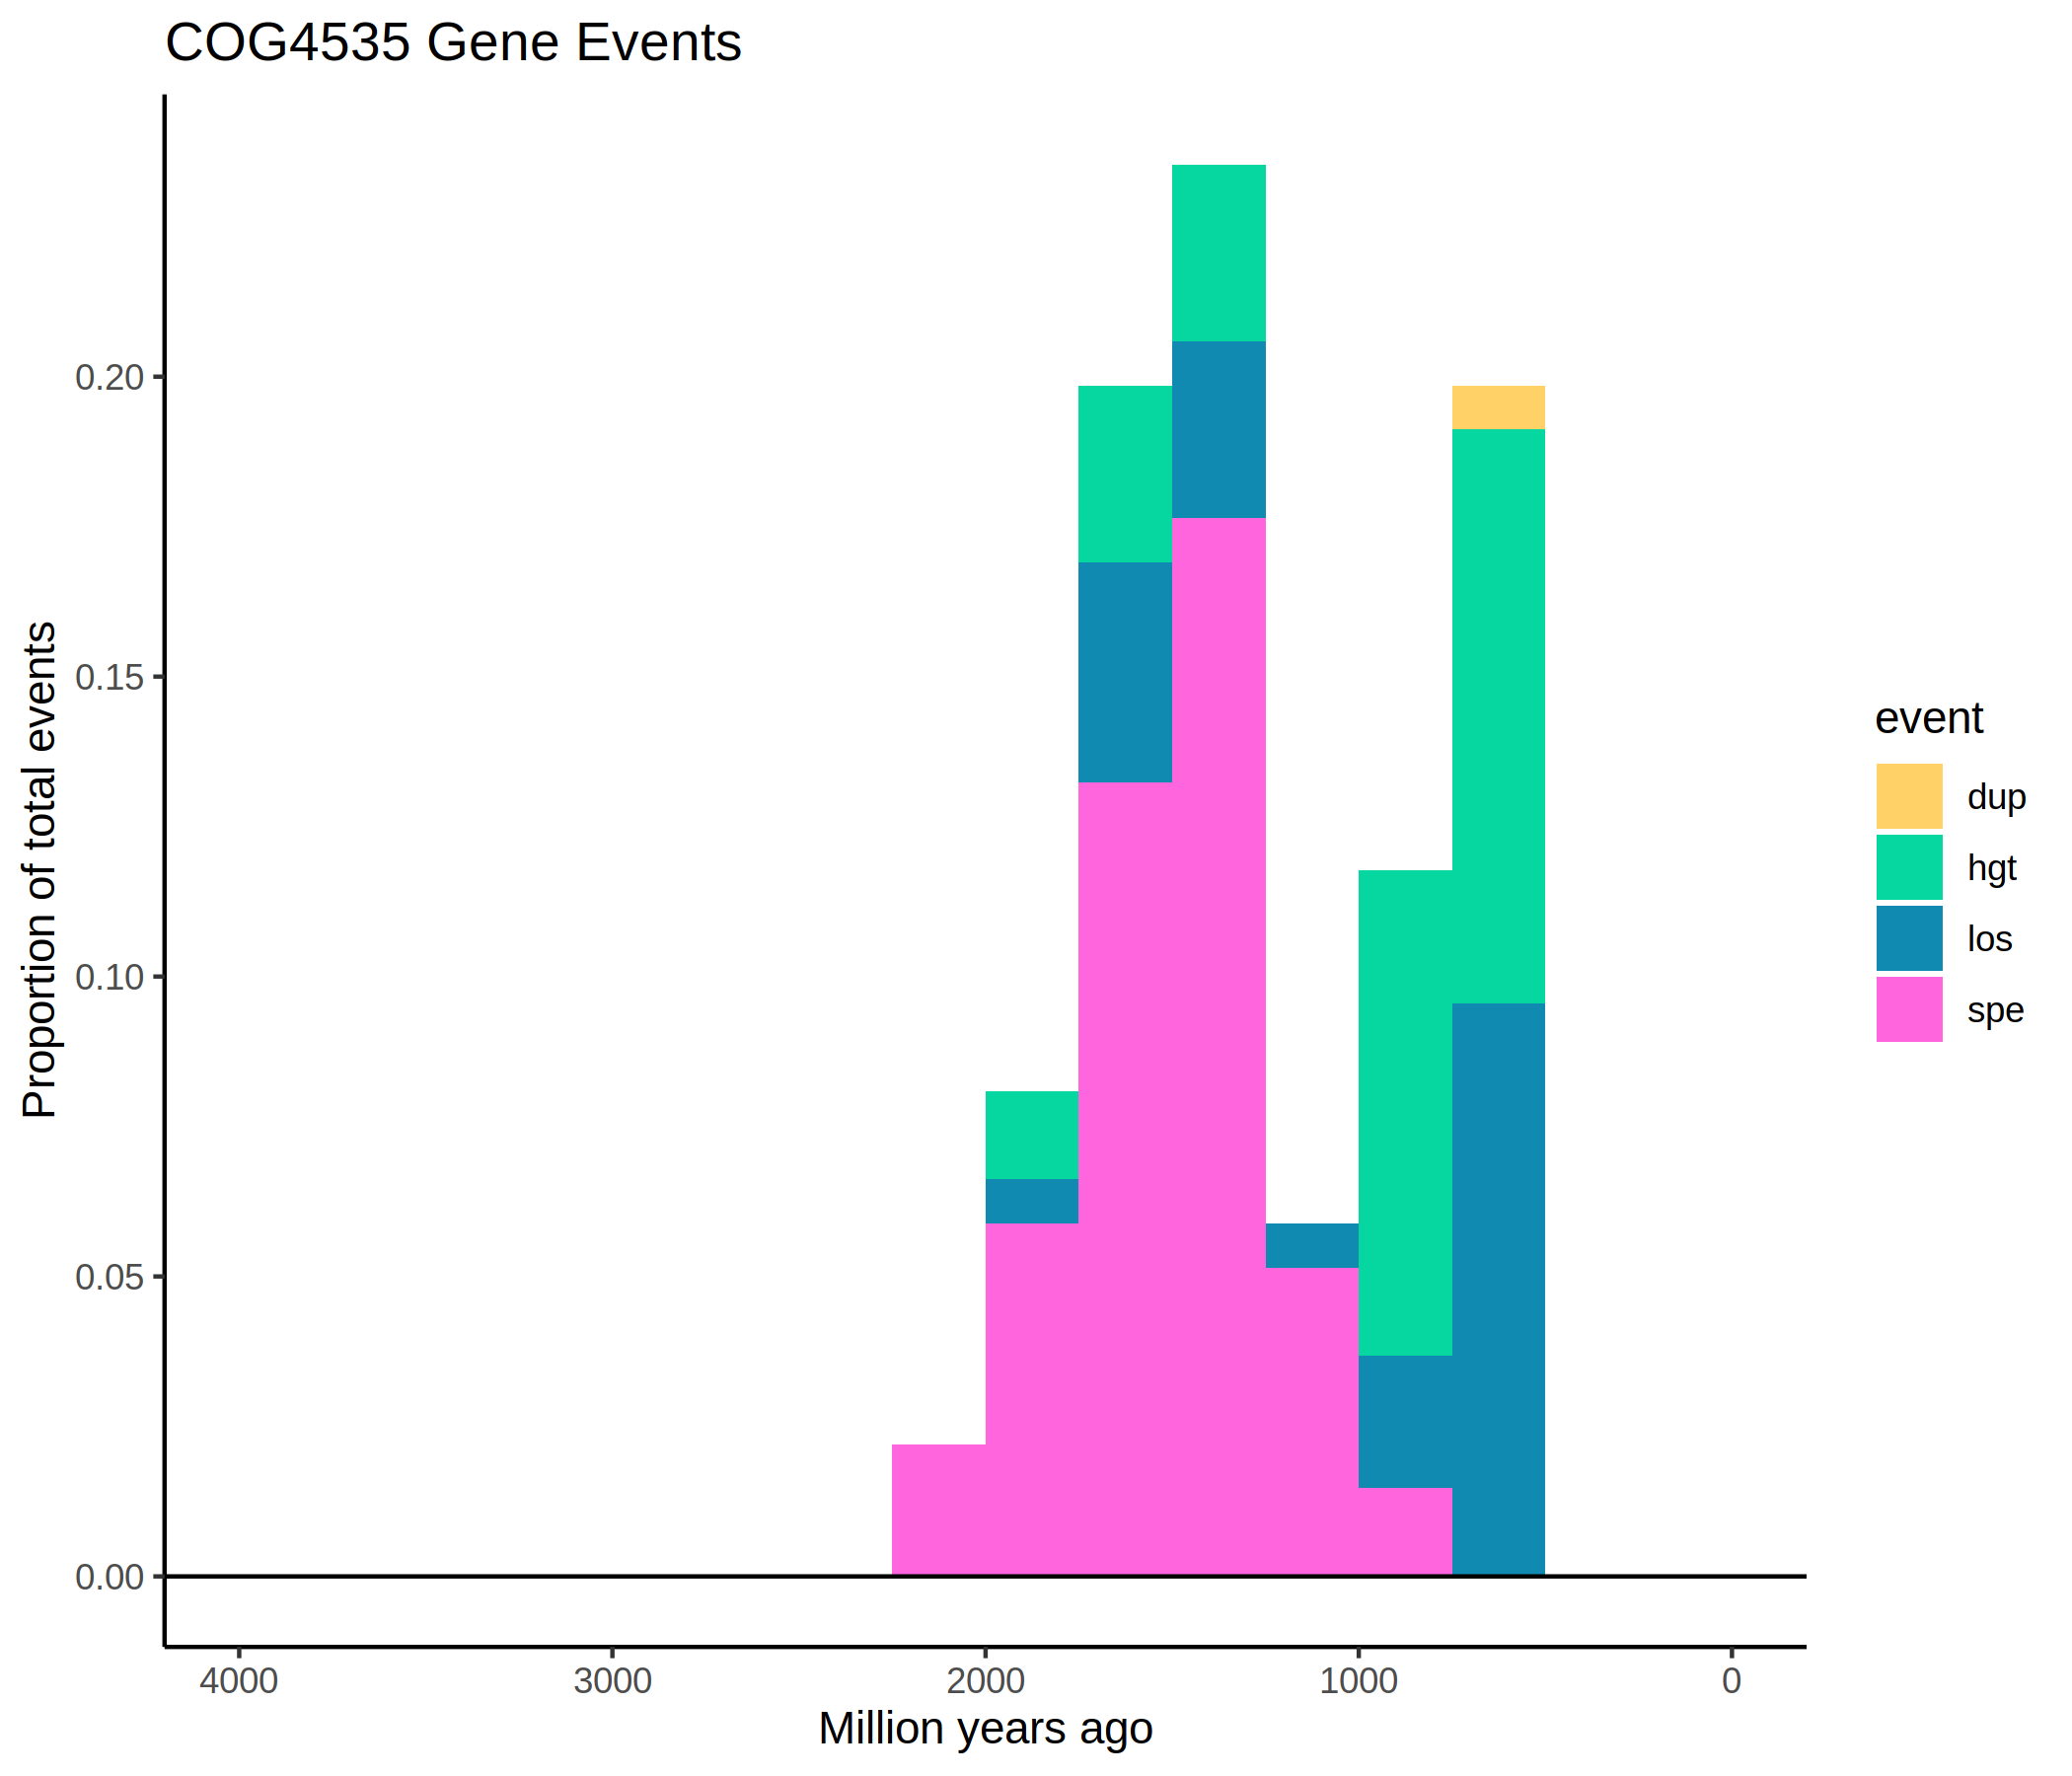 COG4535 Gene Events
Proportion of total events
0.20
0.15
0.10
0.05
0.00
4000 3000 2000 1000 0
Million years ago
event
dup
hgt
los
spe